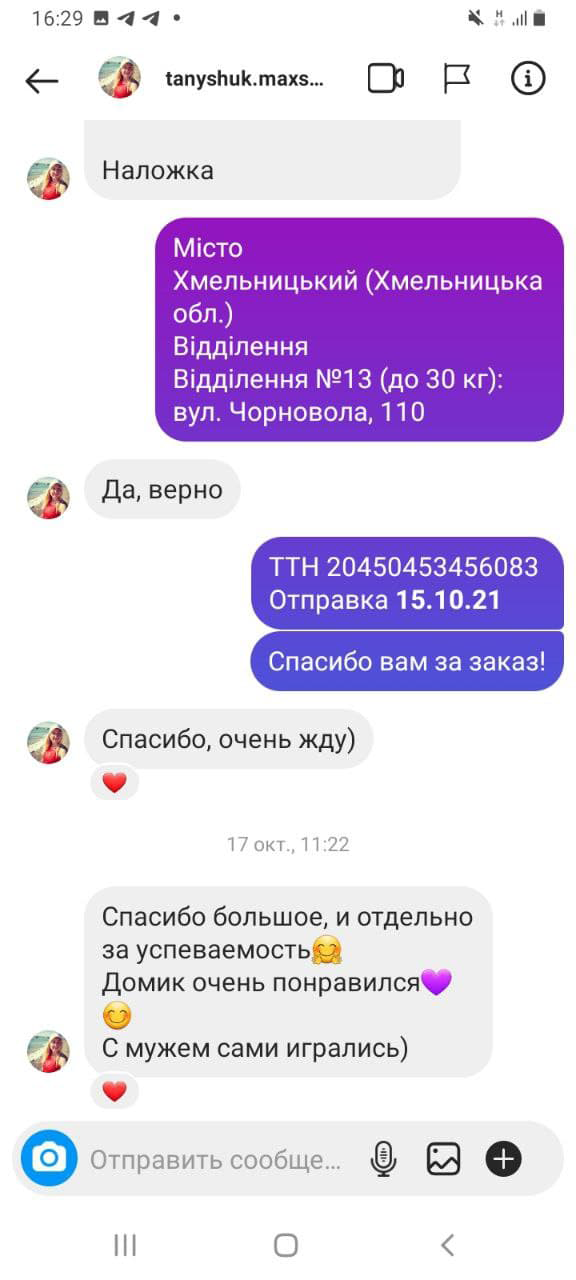 16:29
tanyshuk.maxs...
Наложка
Місто
Хмельницький (Хмельницька
обл.)
Відділення
Відділення №13 (до 30 кг):
вул. Чорновола, 110
Да, верно
ТТН 20450453456083
Отправка 15.10.21
Спасибо вам за заказ!
Спасибо, очень жду)
17 окт., 11:22
Спасибо большое, и отдельно
за успеваемость🤗
Домик очень понравился💜
😊
С мужем сами игрались)
Отправить сообще...